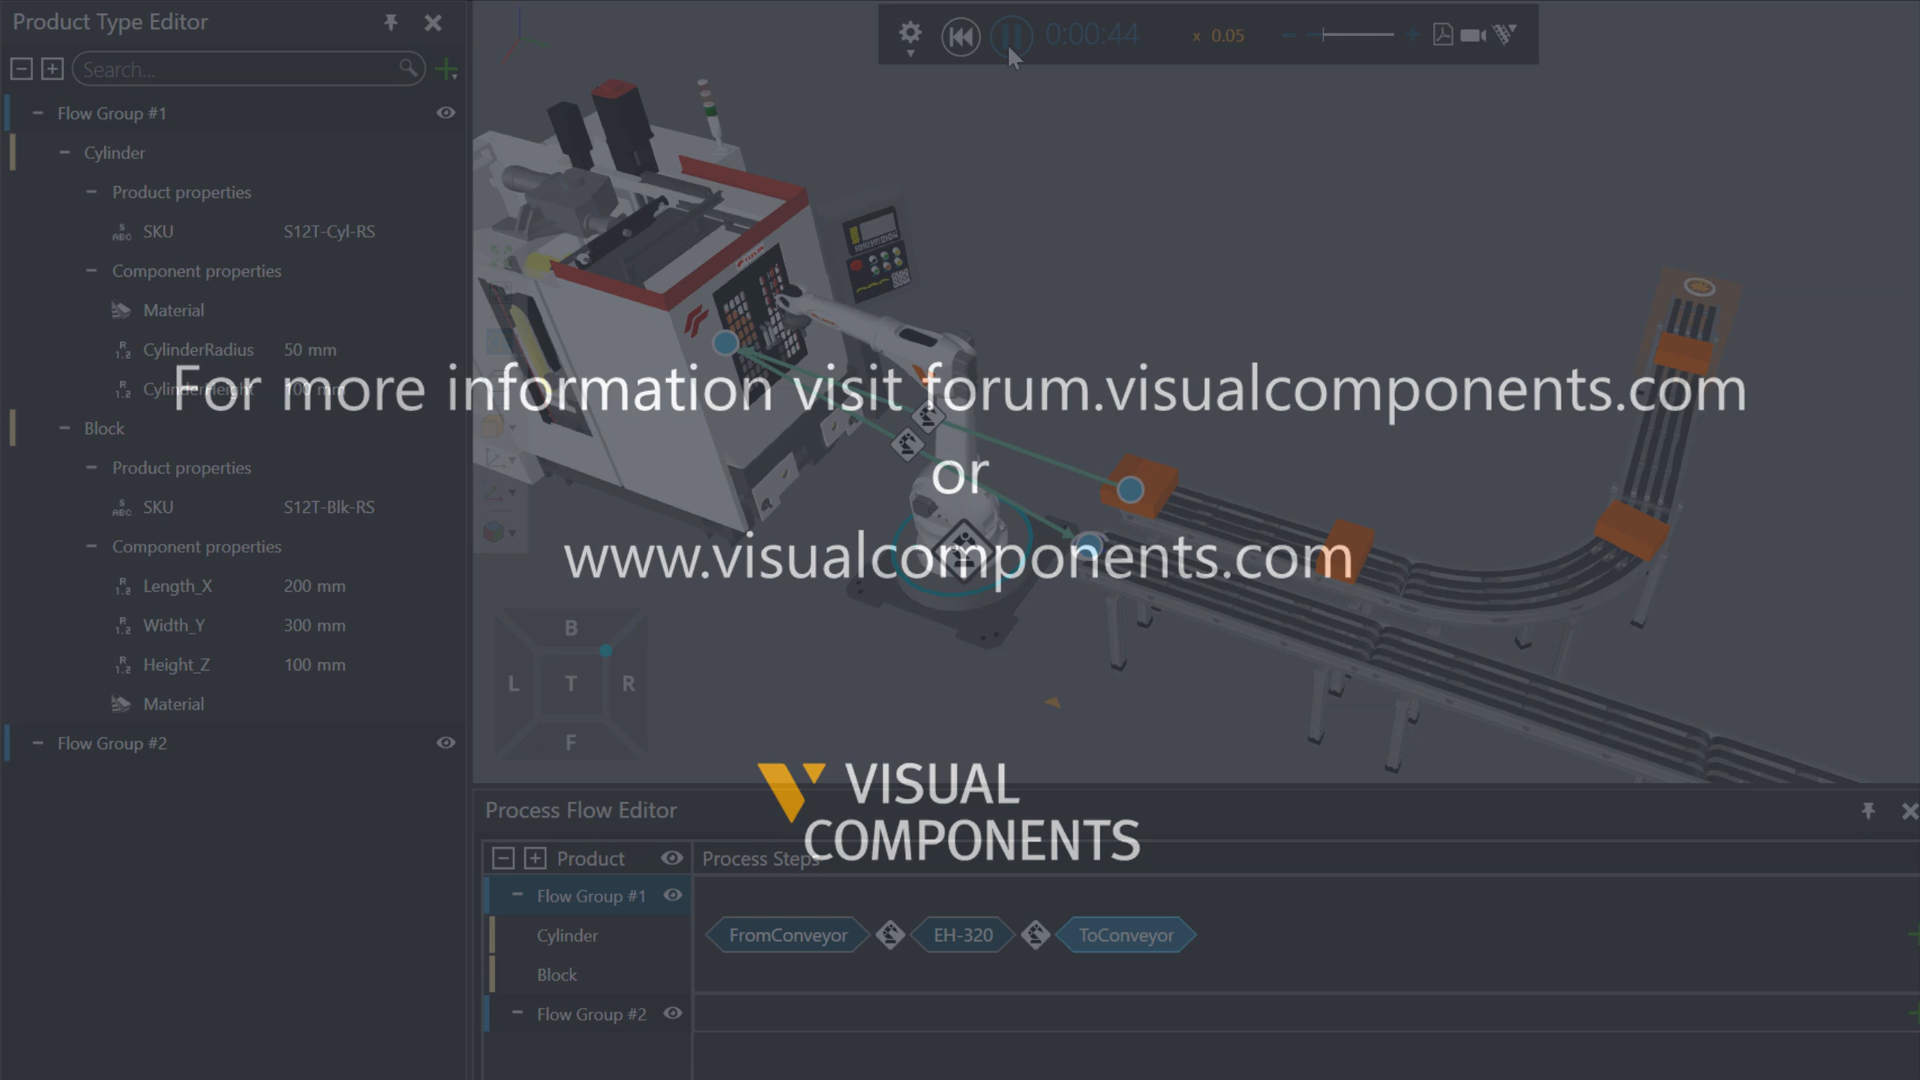 Product Type Editor
Search...
Flow Group #1
Cylinder
Product properties
SKU S12T-Cyl-RS
Component properties
Material
CylinderRadius 50 mm
CylinderHeight 100 mm
Block
Product properties
SKU S12T-Blk-RS
Component properties
Length_X 200 mm
Width_Y 300 mm
Height_Z 100 mm
Material
Flow Group #2
0:00:44 x 0.05
For more information visit forum.visualcomponents.com
or
www.visualcomponents.com
B
L T R
F
VISUAL
COMPONENTS
Process Flow Editor
Product Process Steps
Flow Group #1
Cylinder FromConveyor EH-320 ToConveyor
Block
Flow Group #2